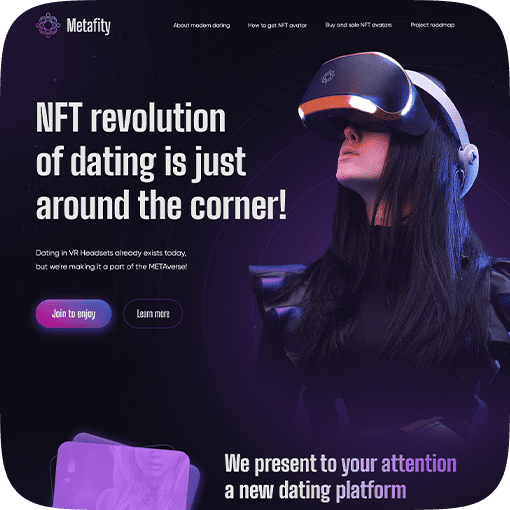 Metafity
About modern dating
How to get NFT avator
Buy and sale NFT avatars
Project roadmap
NFT revolution
of dating is just
around the corner!
Dating in VR Headsets already exists today,
but we're making it a part of the METAverse!
Join to enjoy
Learn more
We present to your attention
a new dating platform